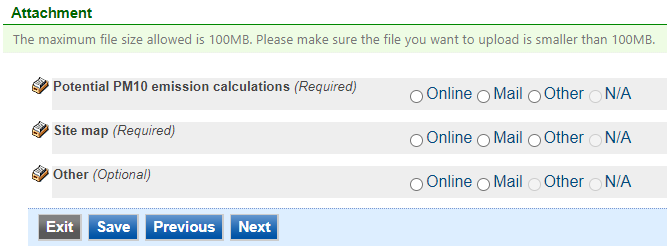 Attachment
The maximum file size allowed is 100MB. Please make sure the file you want to upload is smaller than 100MB.
Potential PM10 emission calculations (Required) Online Mail Other N/A
Site map (Required) Online Mail Other N/A
Other (Optional) Online Mail Other N/A
Exit Save Previous Next